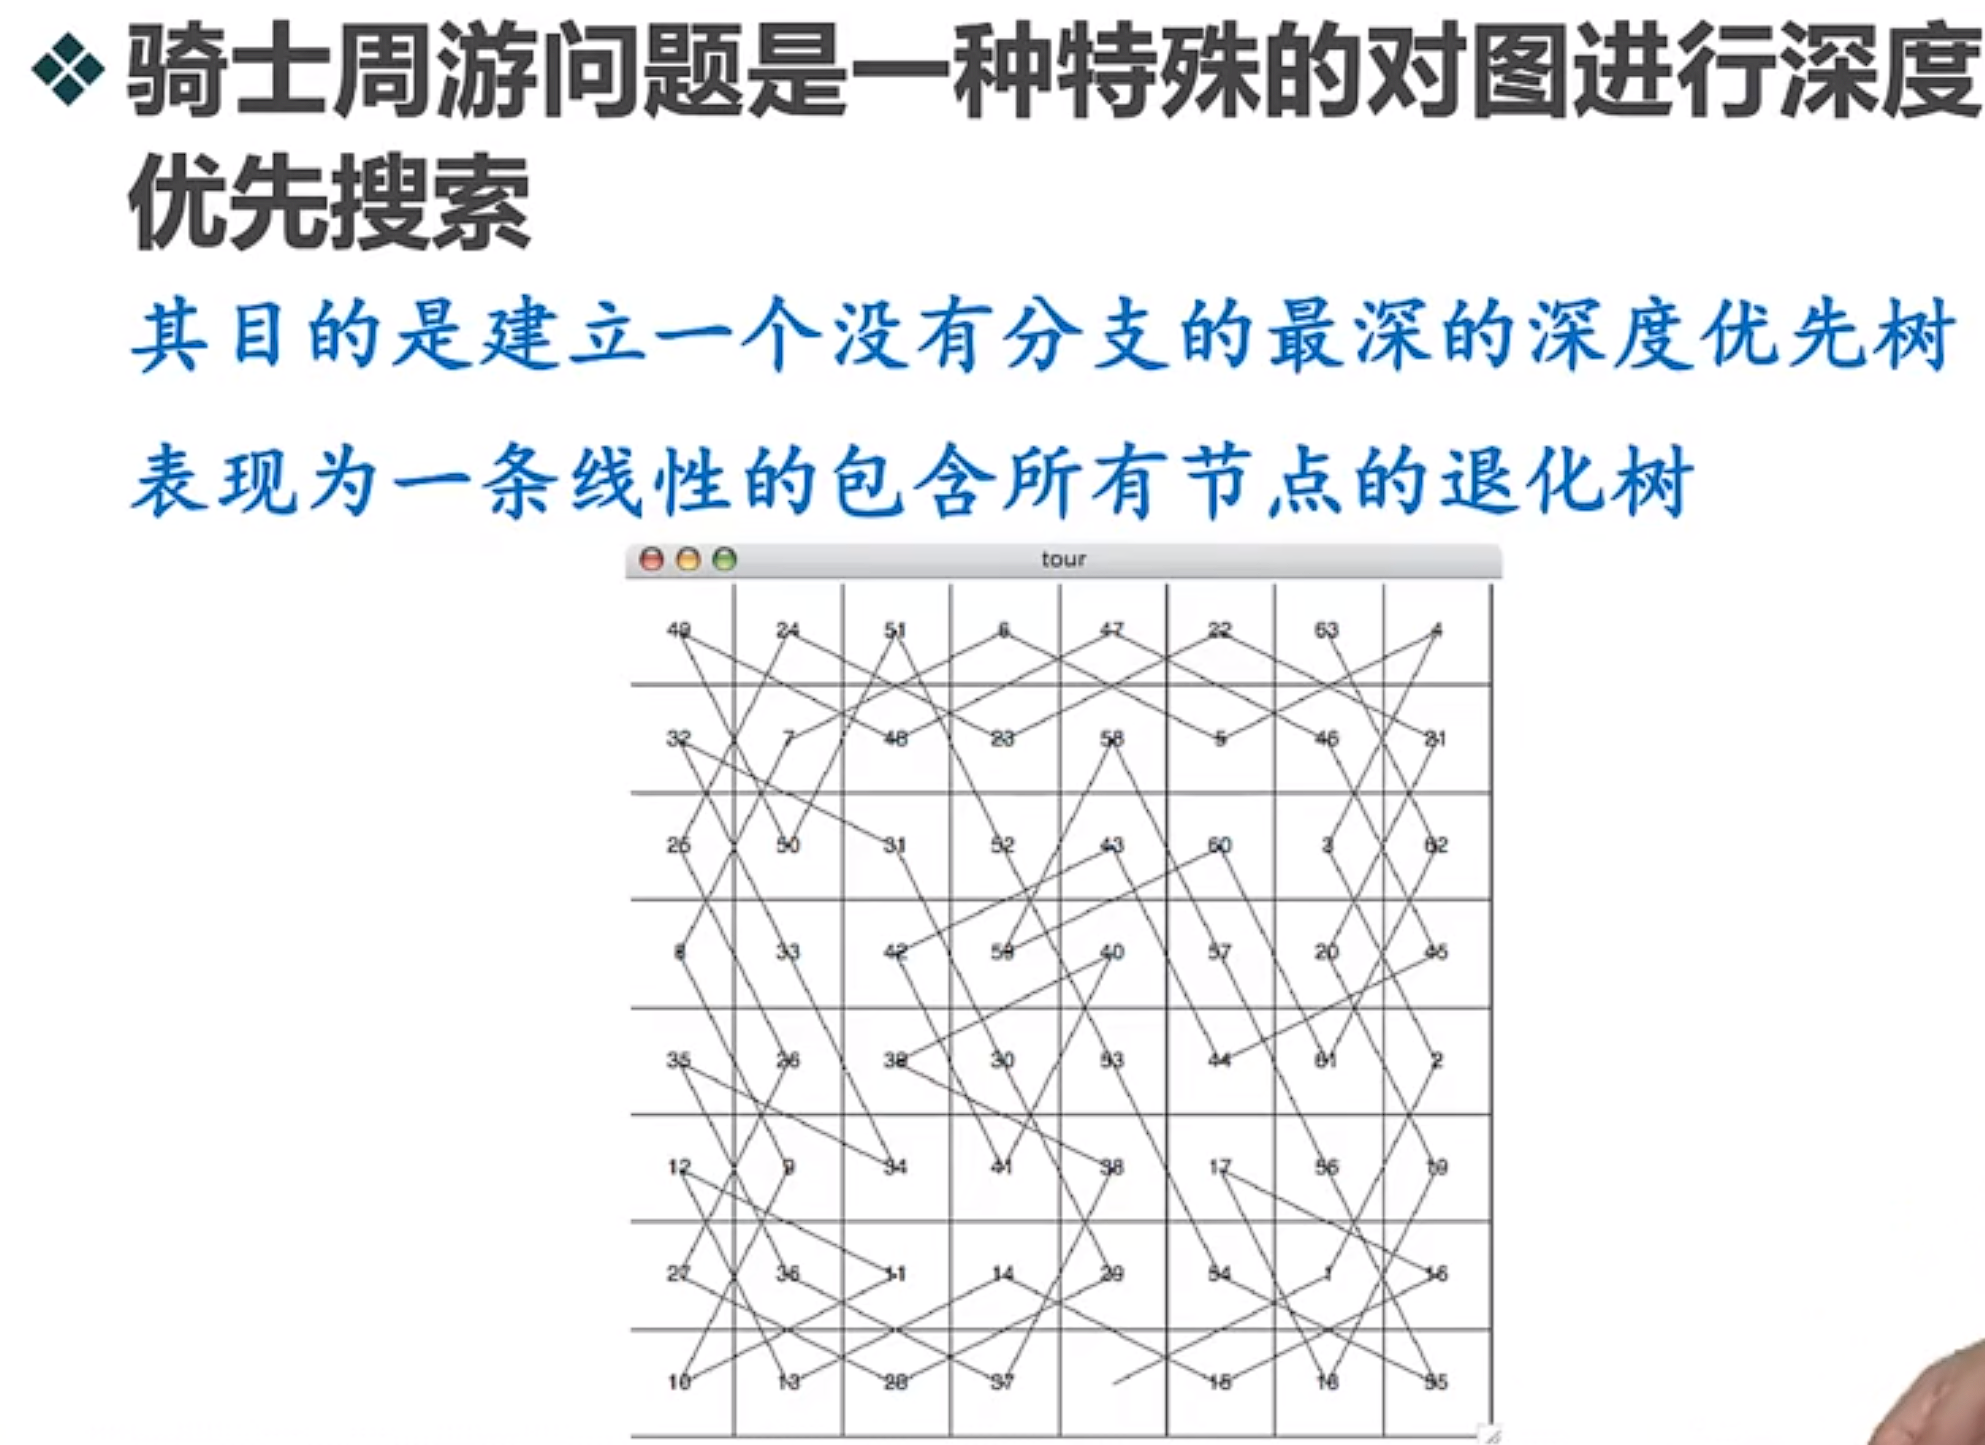 骑士周游问题是一种特殊的对图进行深度
优先搜索
其目的是建立一个没有分支的最深的深度优先树
表现为一条线性的包含所有节点的退化树
tour
49 24 51 6 47 22 63 4
32 7 48 23 58 5 46 21
25 50 31 52 43 60 3 62
8 33 42 59 40 57 20 45
35 26 39 30 53 44 61 2
12 9 34 41 38 17 56 19
27 36 11 14 29 54 1 16
10 13 28 37 15 18 55